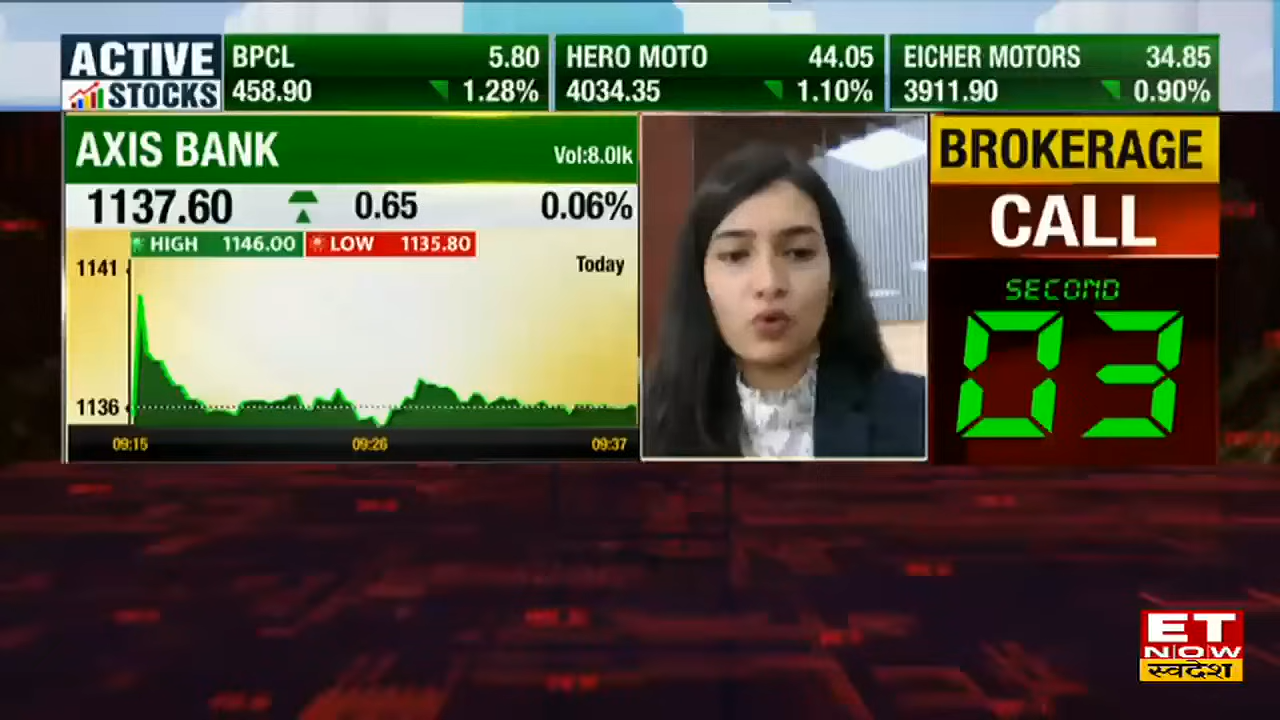 ACTIVE STOCKS
BPCL 5.80
458.90 1.28%
HERO MOTO 44.05
4034.35 1.10%
EICHER MOTORS 34.85
3911.90 0.90%
AXIS BANK Vol:8.0lk
1137.60 0.65 0.06%
HIGH 1146.00 LOW 1135.80
1141 Today
1136
09:15 09:26 09:37
BROKERAGE
CALL
SECOND
03
ET
NOW
स्वदेश